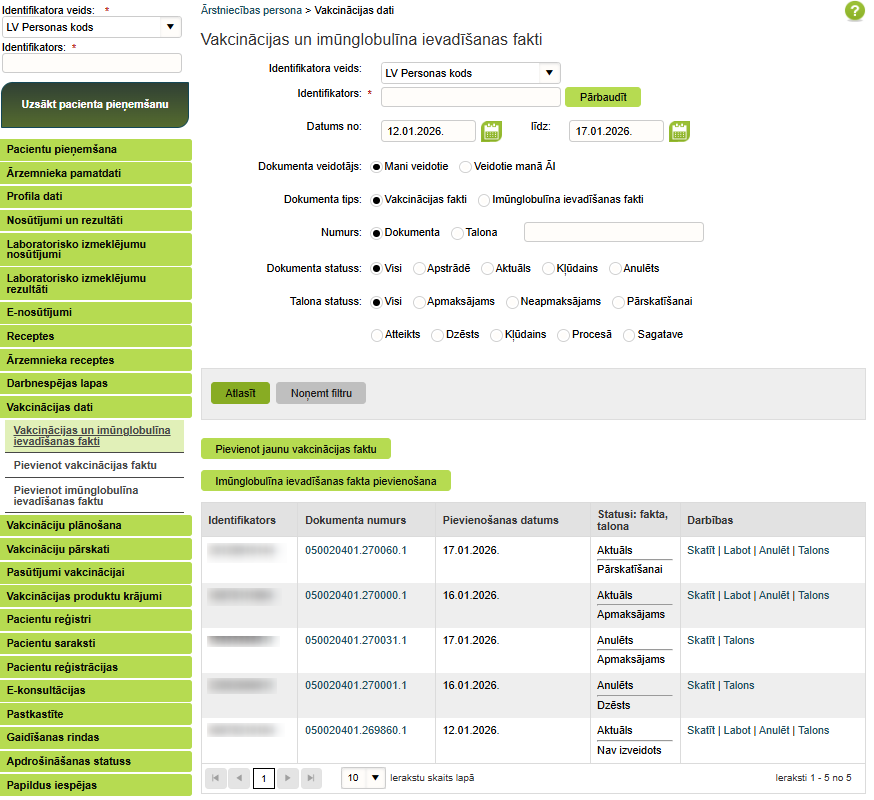 Identifikatora veids: *
LV Personas kods
Identifikators: *
Uzsākt pacienta pieņemšanu
Pacientu pieņemšana
Ārzemnieka pamatdati
Profila dati
Nosūtījumi un rezultāti
Laboratorisko izmeklējumu
nosūtījumi
Laboratorisko izmeklējumu
rezultāti
E-nosūtījumi
Receptes
Ārzemnieka receptes
Darbnespējas lapas
Vakcinācijas dati
Vakcinācijas un imūnglobulīna
ievadīšanas fakti
Pievienot vakcinācijas faktu
Pievienot imūnglobulīna
ievadīšanas faktu
Vakcināciju plānošana
Vakcināciju pārskati
Pasūtījumi vakcinācijai
Vakcinācijas produktu krājumi
Pacientu reģistri
Pacientu saraksti
Pacientu reģistrācijas
E-konsultācijas
Pastkastīte
Gaidīšanas rindas
Apdrošināšanas statuss
Papildus iespējas
Ārstniecības persona > Vakcinācijas dati
?
Vakcinācijas un imūnglobulīna ievadīšanas fakti
Identifikatora veids: LV Personas kods
Identifikators: * Pārbaudīt
Datums no: 12.01.2026. līdz: 17.01.2026.
Dokumenta veidotājs: Mani veidotie Veidotie manā ĀI
Dokumenta tips: Vakcinācijas fakti Imūnglobulīna ievadīšanas fakti
Numurs: Dokumenta Talona
Dokumenta statuss: Visi Apstrādē Aktuāls Kļūdains Anulēts
Talona statuss: Visi Apmaksājams Neapmaksājams Pārskatīšanai
Atteikts Dzēsts Kļūdains Procesā Sagatave
Atlasīt Noņemt filtru
Pievienot jaunu vakcinācijas faktu
Imūnglobulīna ievadīšanas fakta pievienošana
Identifikators Dokumenta numurs Pievienošanas datums Statusi: fakta, talona Darbības
050020401.270060.1 17.01.2026. Aktuāls Skatīt | Labot | Anulēt | Talons
Pārskatīšanai
050020401.270000.1 16.01.2026. Aktuāls Skatīt | Labot | Anulēt | Talons
Apmaksājams
050020401.270031.1 17.01.2026. Anulēts Skatīt | Talons
Apmaksājams
050020401.270001.1 16.01.2026. Anulēts Skatīt | Talons
Dzēsts
050020401.269860.1 12.01.2026. Aktuāls Skatīt | Labot | Anulēt | Talons
Nav izveidots
1 10 Ierakstu skaits lapā Ieraksti 1 - 5 no 5